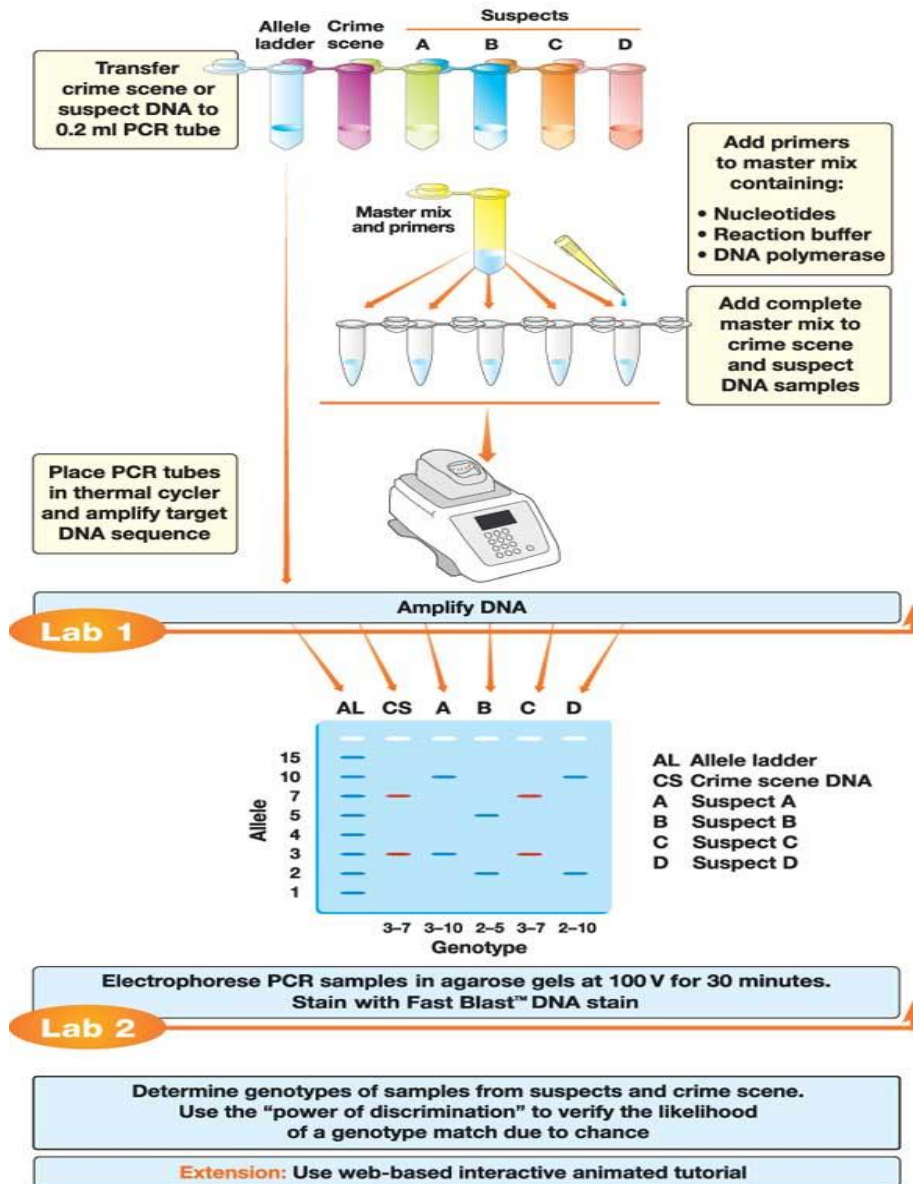 Suspects
Allele Crime
ladder scene A B C D
Transfer
crime scene or
suspect DNA to
0.2 ml PCR tube
Add primers
to master mix
containing:
• Nucleotides
• Reaction buffer
• DNA polymerase
Master mix
and primers
Add complete
master mix to
crime scene
and suspect
DNA samples
Place PCR tubes
in thermal cycler
and amplify target
DNA sequence
Amplify DNA
Lab 1
AL CS A B C D
15
10
7
5
4
3
2
1
Allele
AL Allele ladder
CS Crime scene DNA
A Suspect A
B Suspect B
C Suspect C
D Suspect D
3–7 3–10 2–5 3–7 2–10
Genotype
Electrophorese PCR samples in agarose gels at 100 V for 30 minutes.
Stain with Fast Blast™ DNA stain
Lab 2
Determine genotypes of samples from suspects and crime scene.
Use the “power of discrimination” to verify the likelihood
of a genotype match due to chance
Extension: Use web-based interactive animated tutorial